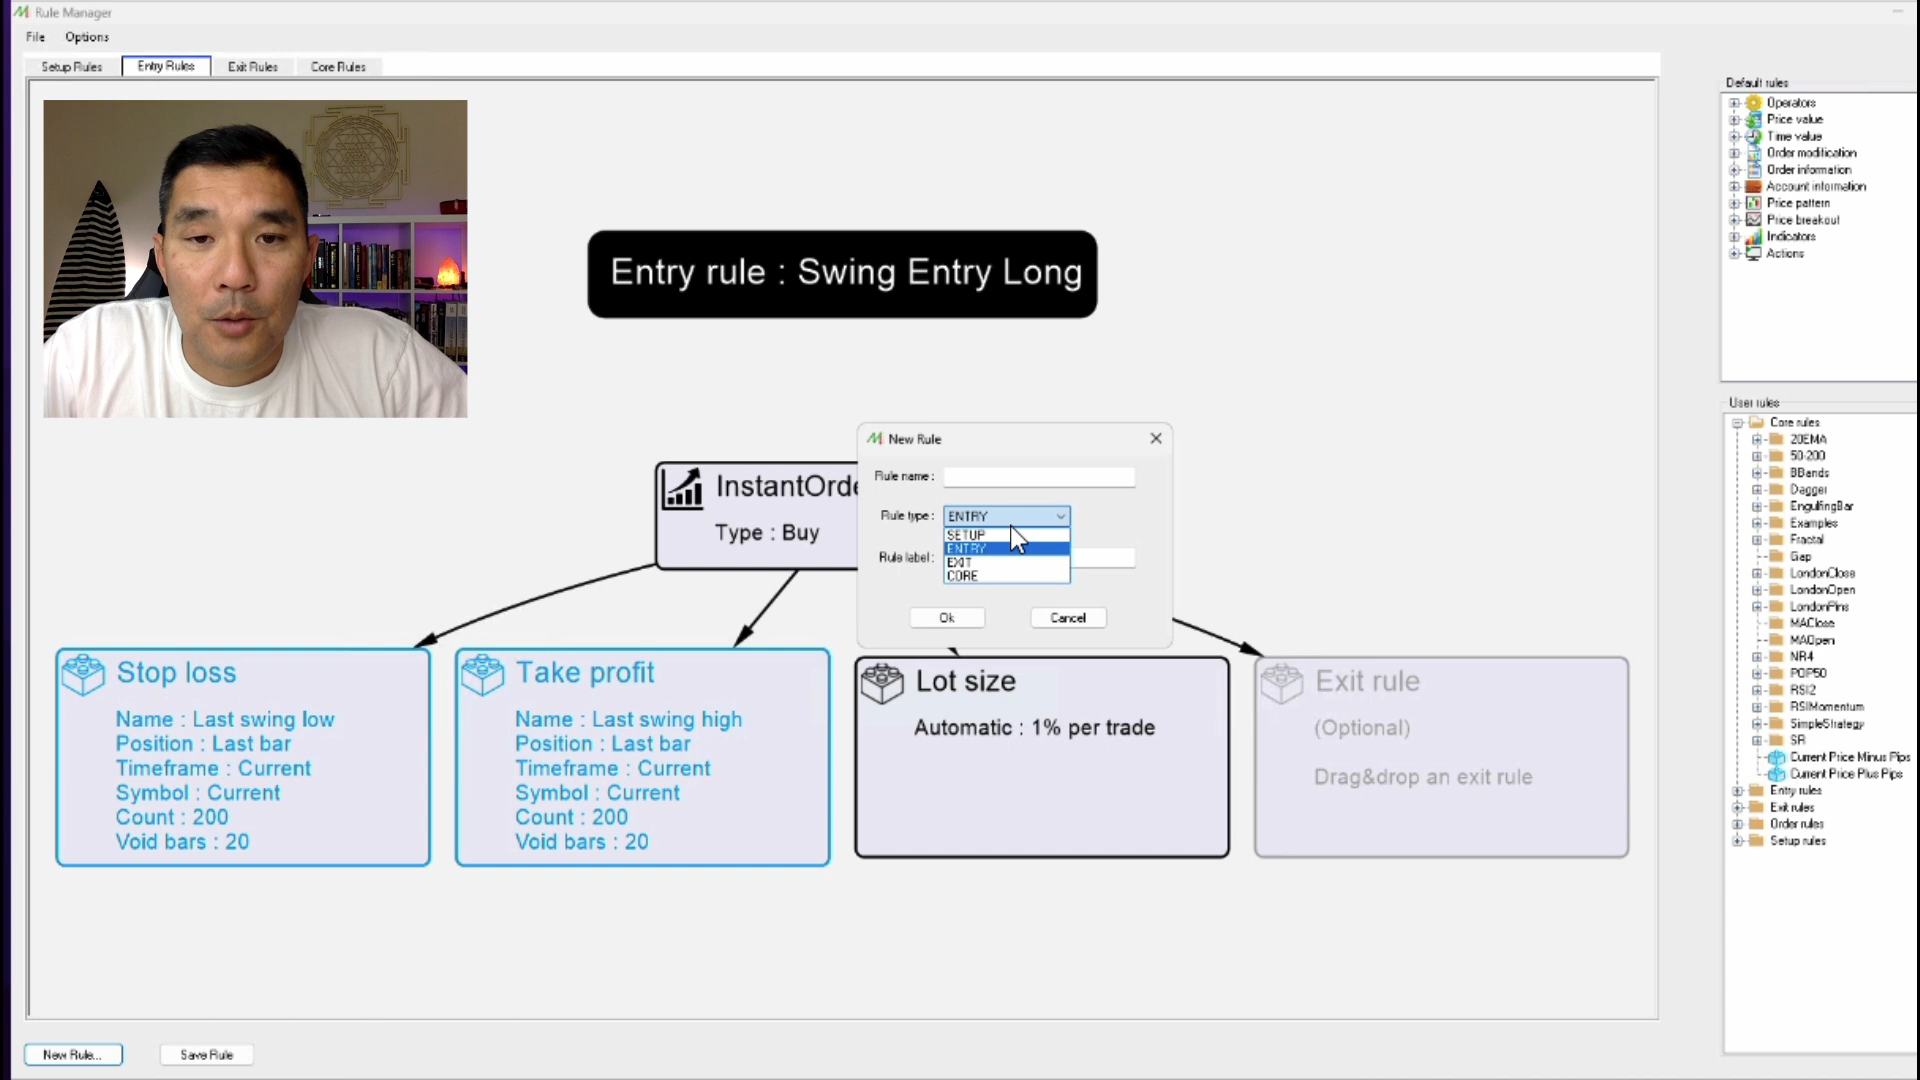 Rule Manager
File Options
Setup Rules Entry Rules Exit Rules Core Rules
Entry rule : Swing Entry Long
InstantOrde
Type : Buy
New Rule
Rule name :
Rule type : ENTRY
SETUP
ENTRY
EXIT
CORE
Rule label :
Ok Cancel
Stop loss
Name : Last swing low
Position : Last bar
Timeframe : Current
Symbol : Current
Count : 200
Void bars : 20
Take profit
Name : Last swing high
Position : Last bar
Timeframe : Current
Symbol : Current
Count : 200
Void bars : 20
Lot size
Automatic : 1% per trade
Exit rule
(Optional)
Drag&drop an exit rule
New Rule... Save Rule
Default rules
Operators
Price value
Time value
Order modification
Order information
Account information
Price pattern
Price breakout
Indicators
Actions
User rules
Core rules
20EMA
50-200
BBands
Dagger
EngulfingBar
Examples
Fractal
Gap
LondonClose
LondonOpen
LondonPins
MAClose
MAOpen
NR4
POP50
RSI2
RSIMomentum
SimpleStrategy
SR
Current Price Minus Pips
Current Price Plus Pips
Entry rules
Exit rules
Order rules
Setup rules